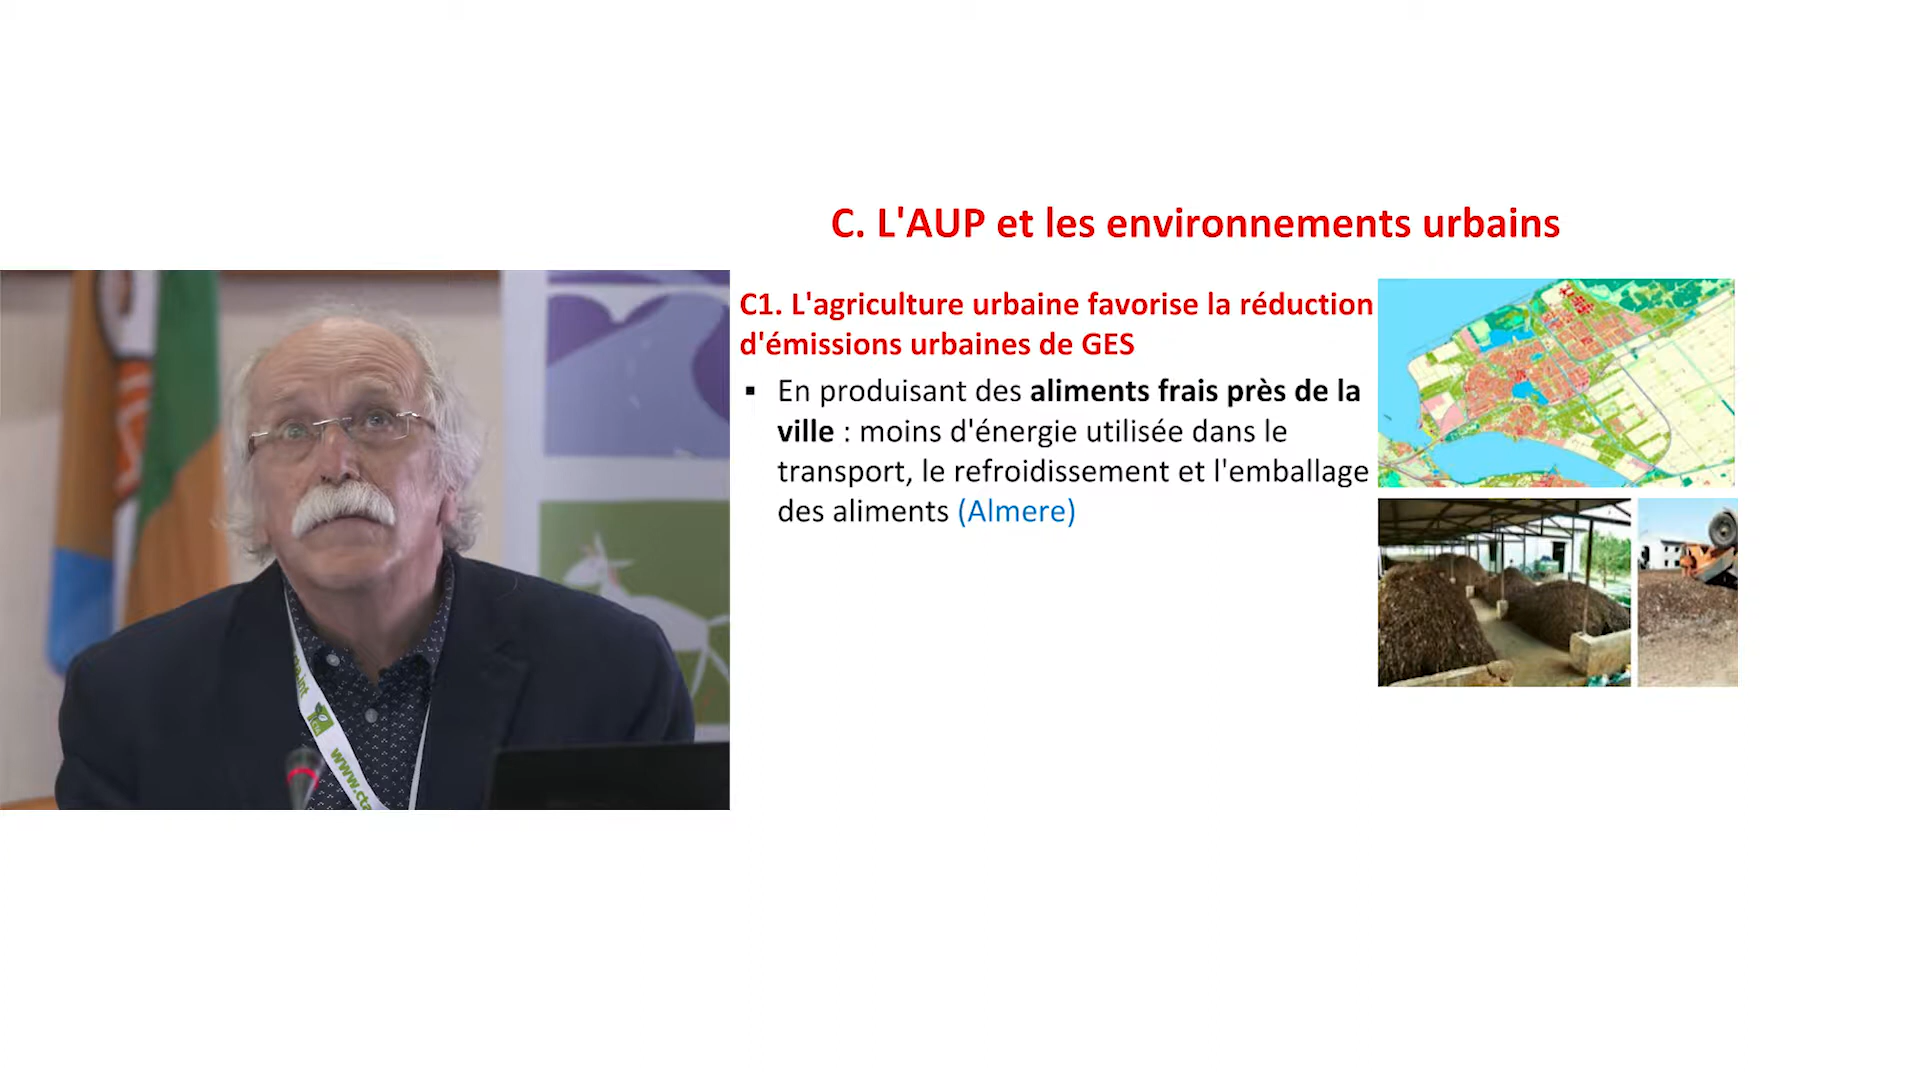 C. L'AUP et les environnements urbains
C1. L'agriculture urbaine favorise la réduction
d'émissions urbaines de GES
▪ En produisant des aliments frais près de la
ville : moins d'énergie utilisée dans le
transport, le refroidissement et l'emballage
des aliments (Almere)
cta.int
www.cta